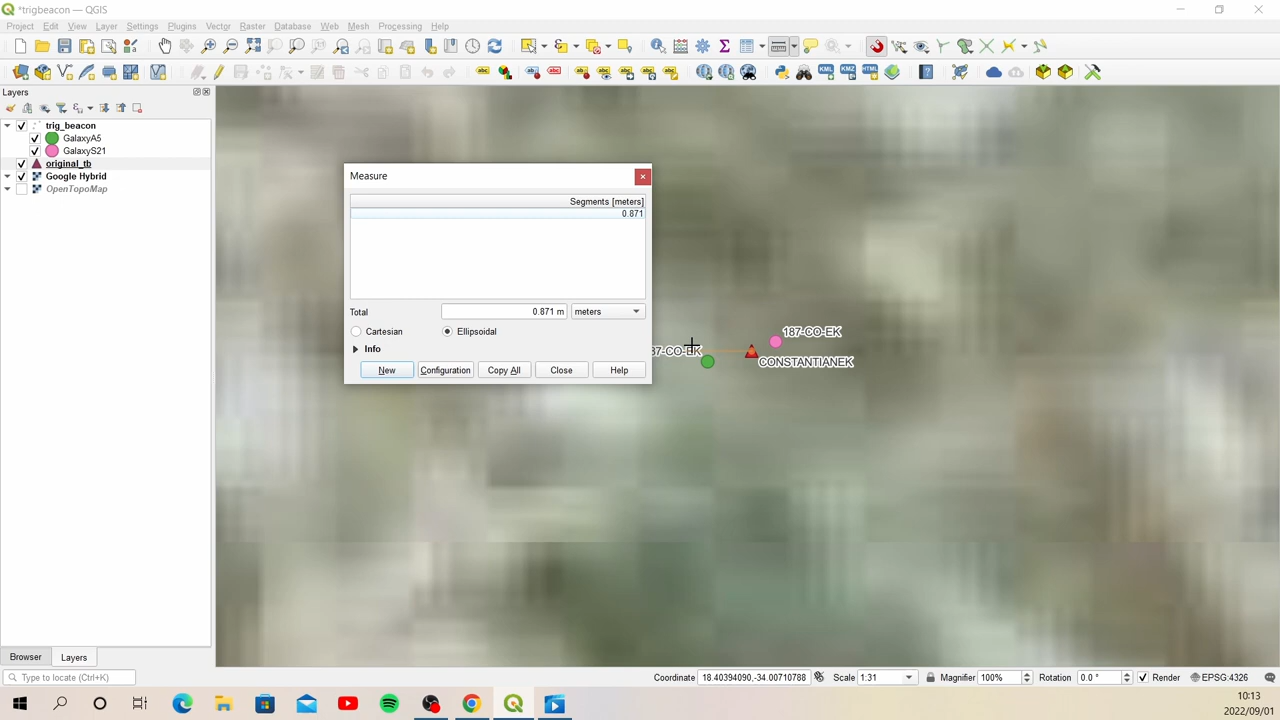 *trigbeacon — QGIS
Project Edit View Layer Settings Plugins Vector Raster Database Web Mesh Processing Help
Layers
trig_beacon
GalaxyA5
GalaxyS21
original_tb
Google Hybrid
OpenTopoMap
Measure
Segments [meters]
0.871
Total 0.871 m meters
Cartesian Ellipsoidal
Info
New Configuration Copy All Close Help
187-CO-EK
37-CO-EK
CONSTANTIANEK
Browser Layers
Type to locate (Ctrl+K) Coordinate 18.40394090,-34.00710788 Scale 1:31 Magnifier 100% Rotation 0.0 ° Render EPSG:4326
10:13
2022/09/01